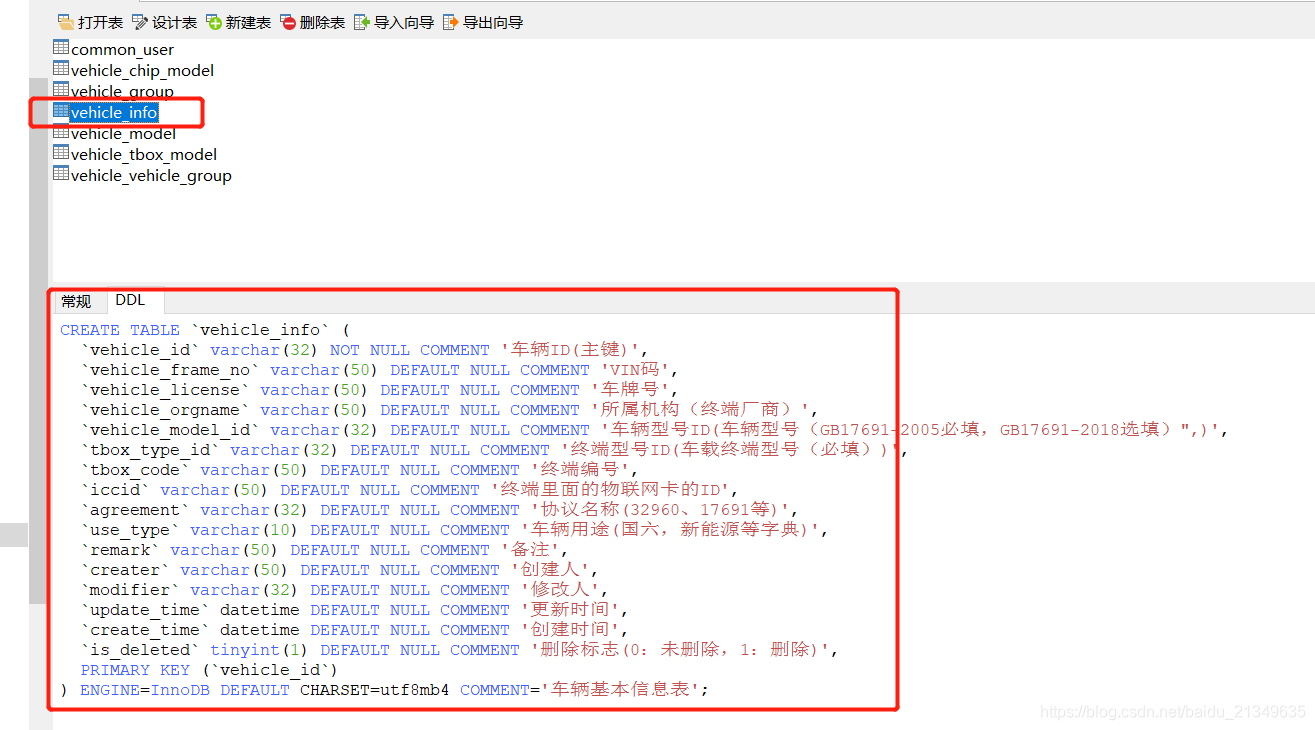 打开表 设计表 新建表 删除表 导入向导 导出向导
common_user
vehicle_chip_model
vehicle_group
vehicle_info
vehicle_model
vehicle_tbox_model
vehicle_vehicle_group
常规 DDL
CREATE TABLE `vehicle_info` (
`vehicle_id` varchar(32) NOT NULL COMMENT '车辆ID(主键)',
`vehicle_frame_no` varchar(50) DEFAULT NULL COMMENT 'VIN码',
`vehicle_license` varchar(50) DEFAULT NULL COMMENT '车牌号',
`vehicle_orgname` varchar(50) DEFAULT NULL COMMENT '所属机构（终端厂商）',
`vehicle_model_id` varchar(32) DEFAULT NULL COMMENT '车辆型号ID(车辆型号（GB17691-2005必填，GB17691-2018选填）",)',
`tbox_type_id` varchar(32) DEFAULT NULL COMMENT '终端型号ID(车载终端型号（必填）)',
`tbox_code` varchar(50) DEFAULT NULL COMMENT '终端编号',
`iccid` varchar(50) DEFAULT NULL COMMENT '终端里面的物联网卡的ID',
`agreement` varchar(32) DEFAULT NULL COMMENT '协议名称(32960、17691等)',
`use_type` varchar(10) DEFAULT NULL COMMENT '车辆用途(国六，新能源等字典)',
`remark` varchar(50) DEFAULT NULL COMMENT '备注',
`creater` varchar(50) DEFAULT NULL COMMENT '创建人',
`modifier` varchar(32) DEFAULT NULL COMMENT '修改人',
`update_time` datetime DEFAULT NULL COMMENT '更新时间',
`create_time` datetime DEFAULT NULL COMMENT '创建时间',
`is_deleted` tinyint(1) DEFAULT NULL COMMENT '删除标志(0：未删除，1：删除)',
PRIMARY KEY (`vehicle_id`)
) ENGINE=InnoDB DEFAULT CHARSET=utf8mb4 COMMENT='车辆基本信息表';
https://blog.csdn.net/baidu_21349635